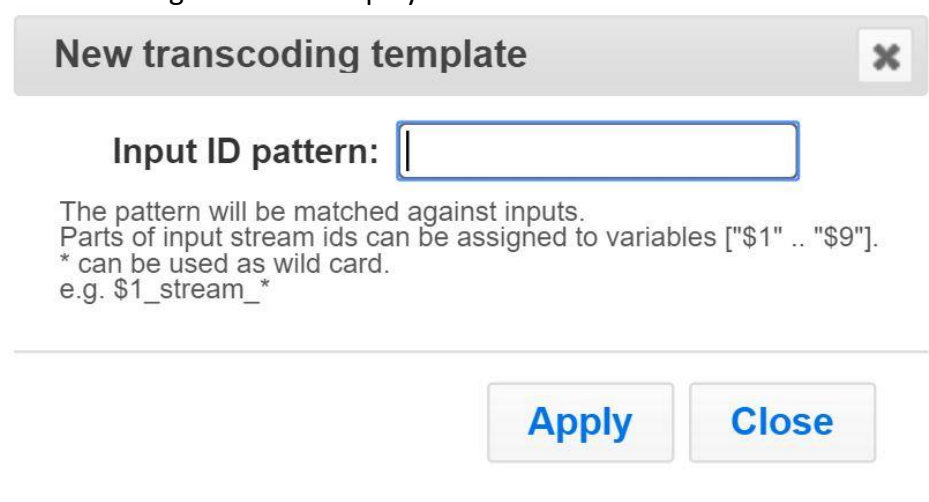 New transcoding template
Input ID pattern:
The pattern will be matched against inputs.
Parts of input stream ids can be assigned to variables ["$1" .. "$9"].
* can be used as wild card.
e.g. $1_stream_*
Apply Close